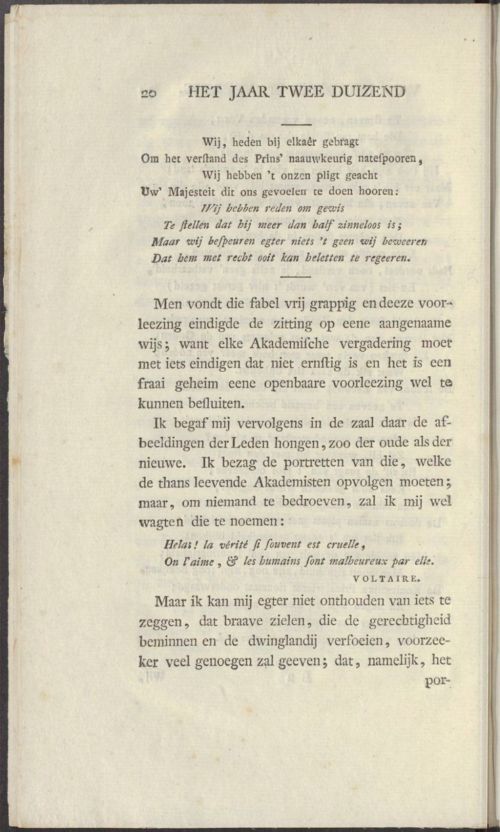 20 HET JAAR TWEE DUIZEND
Wij, heden bij elkaêr gebragt
Om het verſtand des Prins' naauwkeurig nateſpooren,
Wij hebben 't onzen pligt geacht
Uw' Majesteit dit ons gevoelen te doen hooren:
Wij hebben reden om gewis
Te ſtellen dat hij meer dan half zinneloos is;
Maar wij beſpeuren egter niets 't geen wij beweeren
Dat hem met recht ooit kan beletten te regeeren.
Men vondt die fabel vrij grappig en deeze voor-
leezing eindigde de zitting op eene aangenaame
wijs; want elke Akademiſche vergadering moet
met iets eindigen dat niet ernſtig is en het is een
fraai geheim eene openbaare voorleezing wel te
kunnen beſluiten.
Ik begaf mij vervolgens in de zaal daar de af-
beeldingen der Leden hongen, zoo der oude als der
nieuwe. Ik bezag de portretten van die, welke
de thans leevende Akademisten opvolgen moeten;
maar, om niemand te bedroeven, zal ik mij wel
wagten die te noemen:
Helas! la vérité ſi ſouvent est cruelle,
On l'aime, & les humains ſont malheureux par elle.
VOLTAIRE.
Maar ik kan mij egter niet onthouden van iets te
zeggen, dat braave zielen, die de gerechtigheid
beminnen en de dwinglandij verfoeien, voorzee-
ker veel genoegen zal geeven; dat, namelijk, het
por-